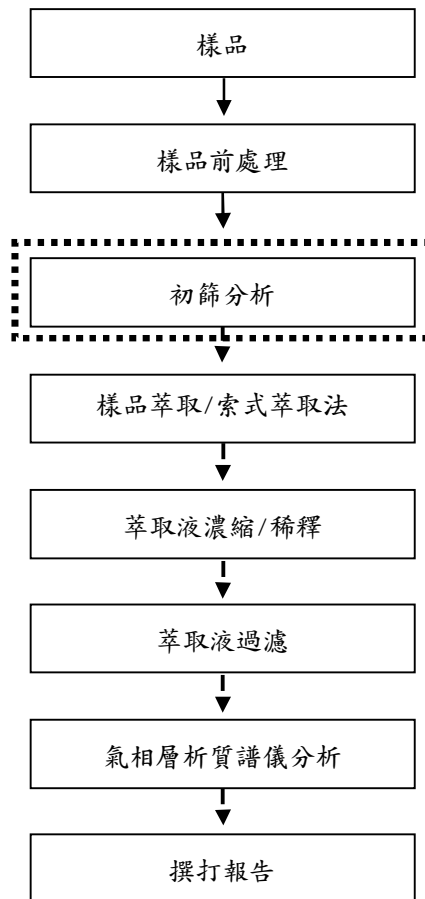 樣品
樣品前處理
初篩分析
樣品萃取/索式萃取法
萃取液濃縮/稀釋
萃取液過濾
氣相層析質譜儀分析
撰打報告